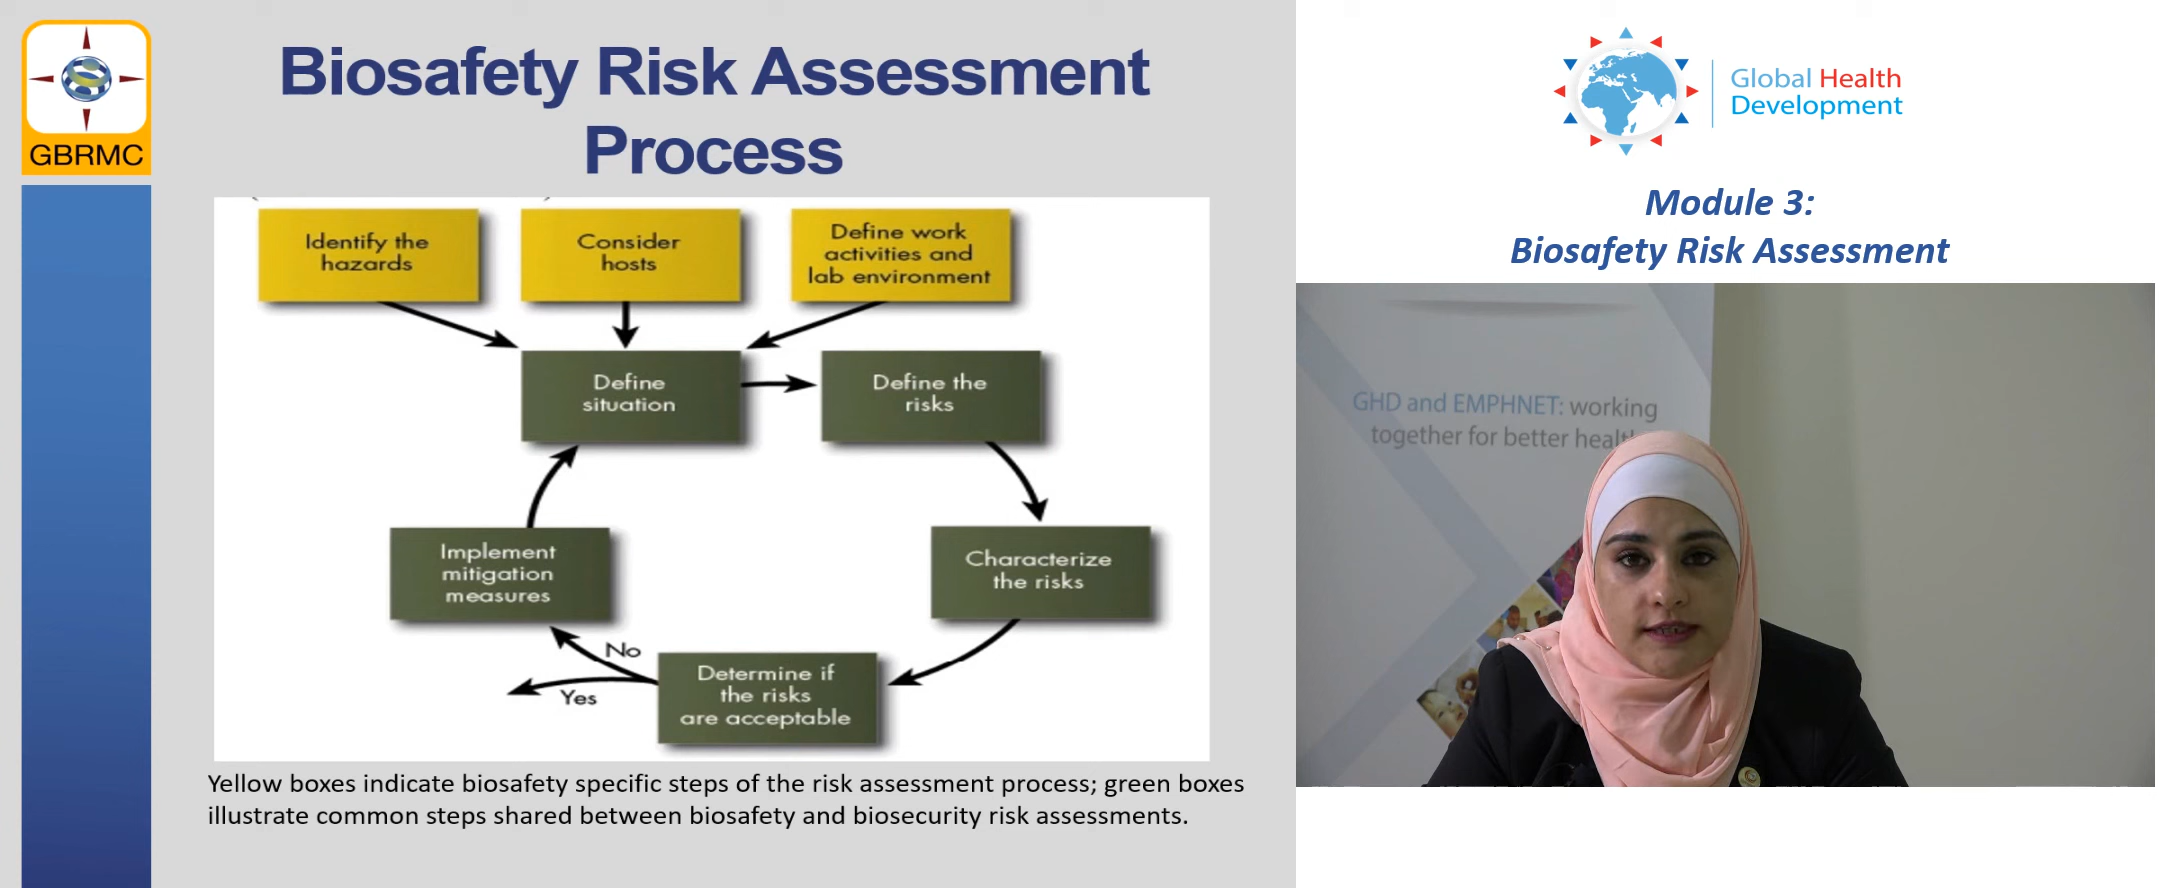 GBRMC
Biosafety Risk Assessment
Process
Identify the
hazards
Consider
hosts
Define work
activities and
lab environment
Define
situation
Define the
risks
Implement
mitigation
measures
Characterize
the risks
No
Yes
Determine if
the risks
are acceptable
Yellow boxes indicate biosafety specific steps of the risk assessment process; green boxes
illustrate common steps shared between biosafety and biosecurity risk assessments.
Global Health
Development
Module 3:
Biosafety Risk Assessment
GHD and EMPHNET: working
together for better healt